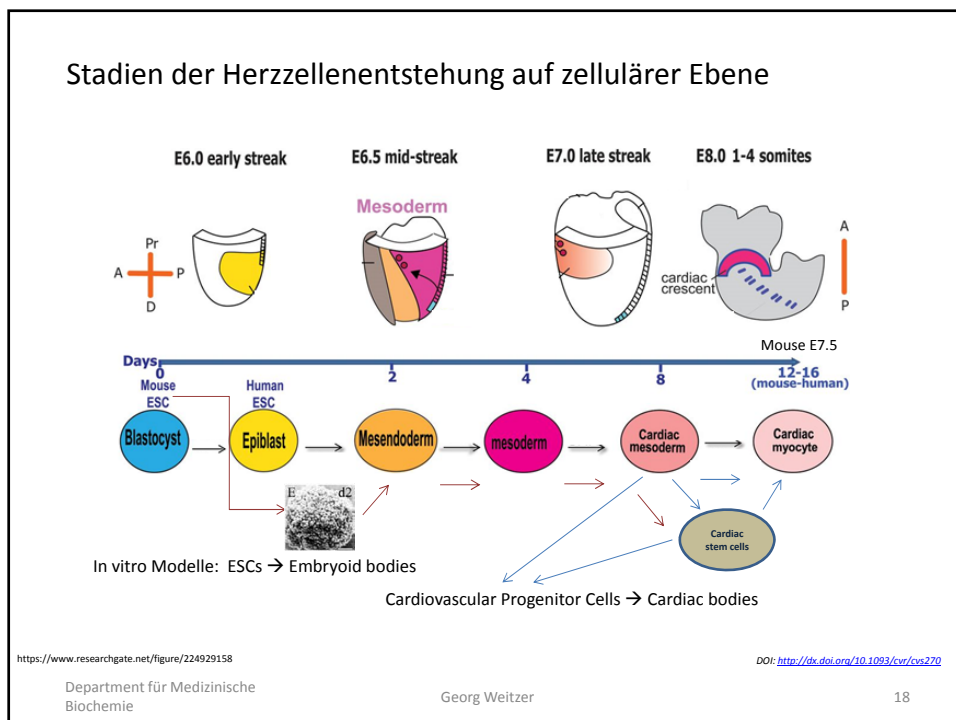 Stadien der Herzzellenentstehung auf zellulärer Ebene
E6.0 early streak
E6.5 mid-streak
E7.0 late streak
E8.0 1-4 somites
Mesoderm
Pr
A
P
D
cardiac
crescent
A
P
Mouse E7.5
Days
0
2
4
8
12-16
(mouse-human)
Mouse
ESC
Human
ESC
Blastocyst
Epiblast
Mesendoderm
mesoderm
Cardiac
mesoderm
Cardiac
myocyte
E
d2
Cardiac
stem cells
In vitro Modelle: ESCs → Embryoid bodies
Cardiovascular Progenitor Cells → Cardiac bodies
https://www.researchgate.net/figure/224929158
DOI: http://dx.doi.org/10.1093/cvr/cvs270
Department für Medizinische
Biochemie
Georg Weitzer
18